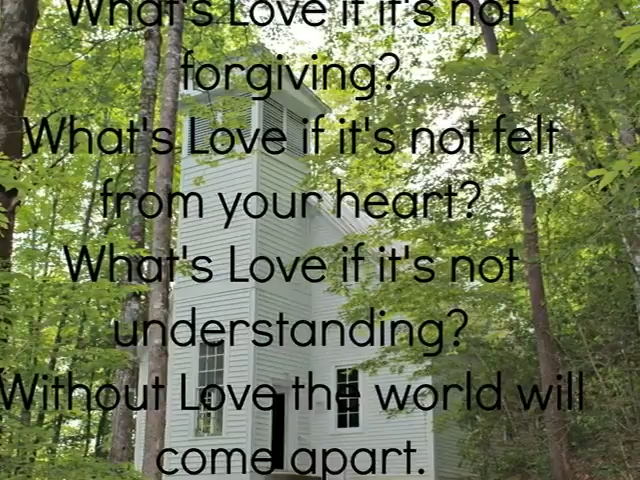 What's Love if it's not
forgiving?
What's Love if it's not felt
from your heart?
What's Love if it's not
understanding?
Without Love the world will
come apart.